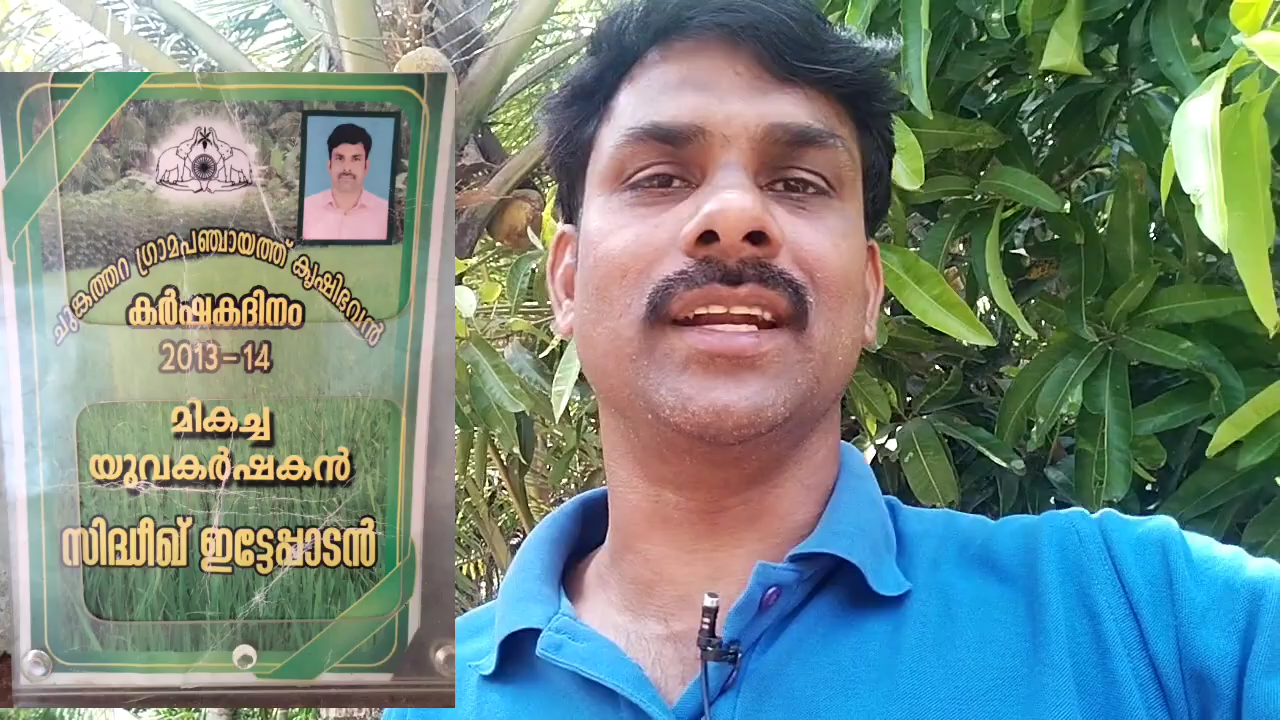 ചുങ്കത്തറ ഗ്രാമപഞ്ചായത്ത് കൃഷിഭവൻ
കർഷകദിനം
2013-14
മികച്ച
യുവകർഷകൻ
സിദ്ധീഖ് ഇട്ടേപ്പാടൻ